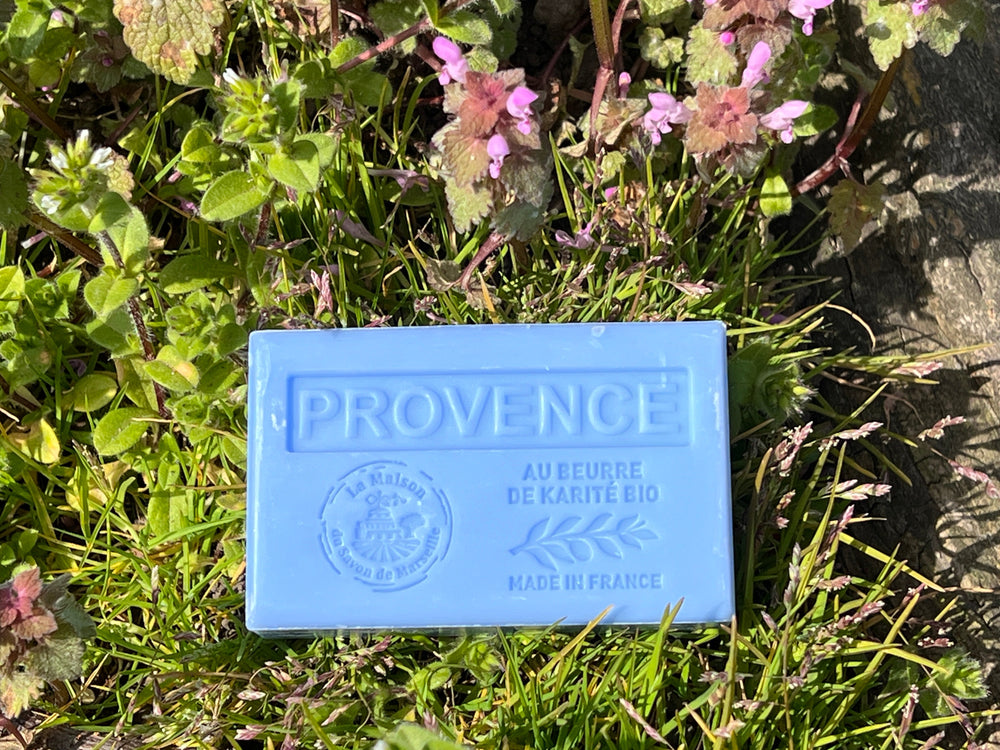 PROVENCE
La Maison
du Savon de Marseille
AU BEURRE
DE KARITÉ BIO
MADE IN FRANCE